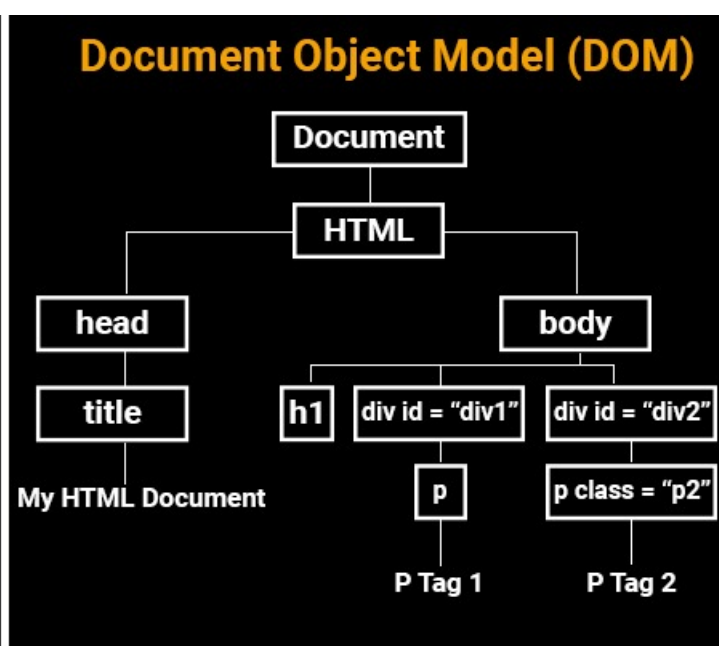 Document Object Model (DOM)
Document
HTML
head
body
title
h1
div id = “div1”
div id = “div2”
My HTML Document
p
p class = “p2”
P Tag 1
P Tag 2